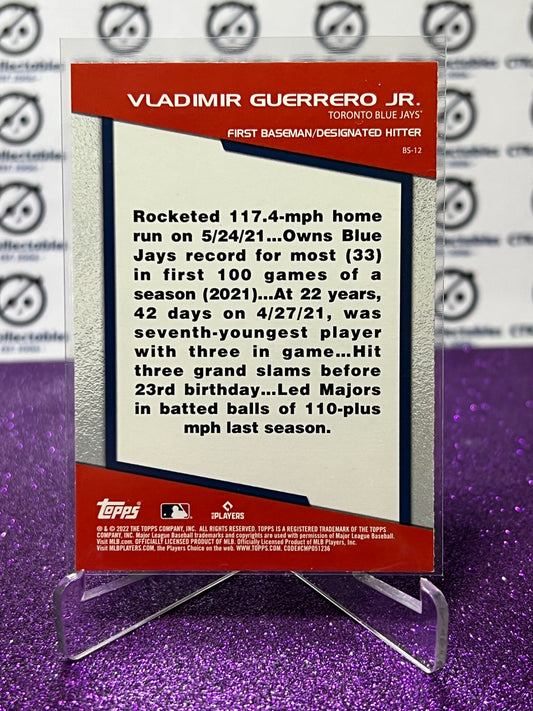 VLADIMIR GUERRERO JR.
TORONTO BLUE JAYS®
FIRST BASEMAN/DESIGNATED HITTER
BS-12
Rocketed 117.4-mph home
run on 5/24/21...Owns Blue
Jays record for most (33)
in first 100 games of a
season (2021)...At 22 years,
42 days on 4/27/21, was
seventh-youngest player
with three in game...Hit
three grand slams before
23rd birthday...Led Majors
in batted balls of 110-plus
mph last season.
topps
MLB PLAYERS
® & © 2022 THE TOPPS COMPANY, INC. ALL RIGHTS RESERVED. TOPPS IS A REGISTERED TRADEMARK OF THE TOPPS
COMPANY, INC. Major League Baseball trademarks and copyrights are used with permission of Major League Baseball.
Visit MLB.com. OFFICIALLY LICENSED PRODUCT OF MLB. Officially Licensed Product of MLB Players, Inc.
Visit MLBPLAYERS.com, the Players Choice on the web. WWW.TOPPS.COM. CODE#CMP051236